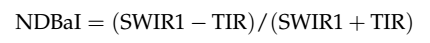 NDBaI = (SWIR1 − TIR)/(SWIR1 + TIR)